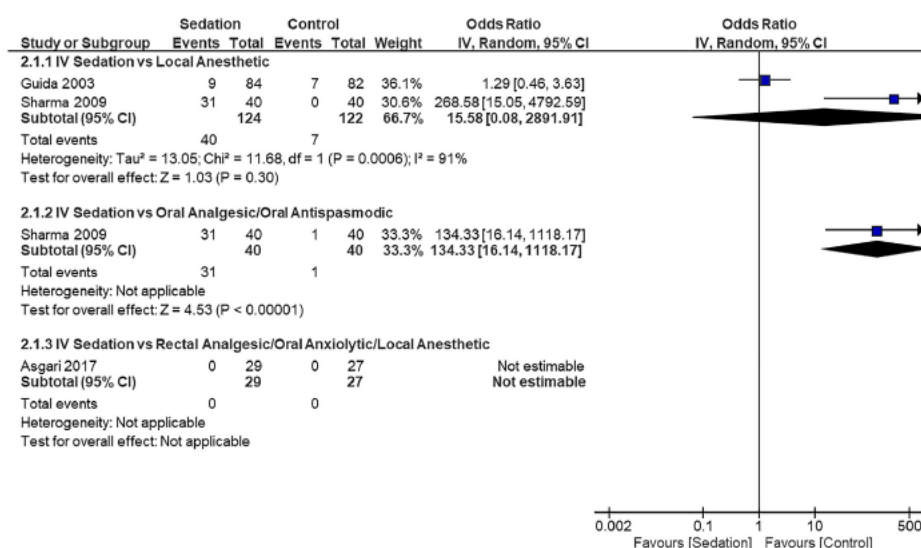 Sedation Control Odds Ratio Odds Ratio
Study or Subgroup Events Total Events Total Weight IV, Random, 95% CI IV, Random, 95% CI
2.1.1 IV Sedation vs Local Anesthetic
Guida 2003 9 84 7 82 36.1% 1.29 [0.46, 3.63]
Sharma 2009 31 40 0 40 30.6% 268.58 [15.05, 4792.59]
Subtotal (95% CI) 124 122 66.7% 15.58 [0.08, 2891.91]
Total events 40 7
Heterogeneity: Tau² = 13.05; Chi² = 11.68, df = 1 (P = 0.0006); I² = 91%
Test for overall effect: Z = 1.03 (P = 0.30)
2.1.2 IV Sedation vs Oral Analgesic/Oral Antispasmodic
Sharma 2009 31 40 1 40 33.3% 134.33 [16.14, 1118.17]
Subtotal (95% CI) 40 40 33.3% 134.33 [16.14, 1118.17]
Total events 31 1
Heterogeneity: Not applicable
Test for overall effect: Z = 4.53 (P < 0.00001)
2.1.3 IV Sedation vs Rectal Analgesic/Oral Anxiolytic/Local Anesthetic
Asgari 2017 0 29 0 27 Not estimable
Subtotal (95% CI) 29 27 Not estimable
Total events 0 0
Heterogeneity: Not applicable
Test for overall effect: Not applicable
0.002 0.1 1 10 500
Favours [Sedation] Favours [Control]